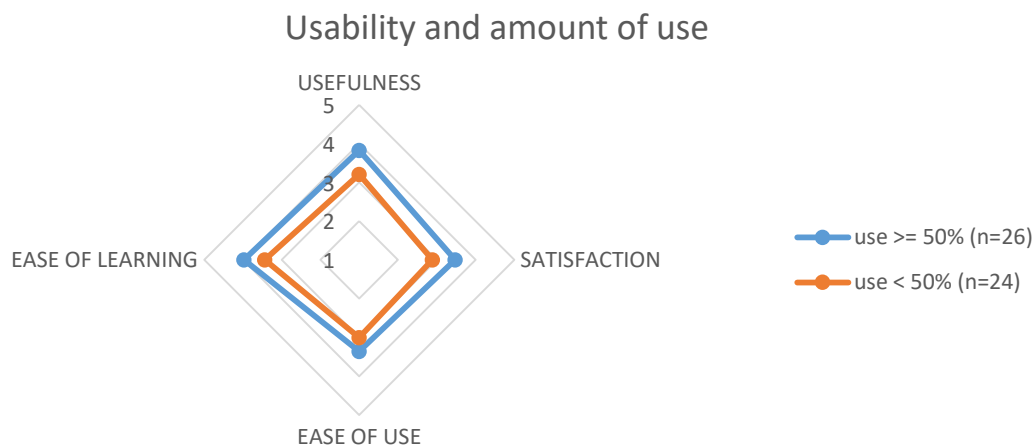 Usability and amount of use
USEFULNESS
5
4
3
2
1
EASE OF LEARNING
SATISFACTION
EASE OF USE
use >= 50% (n=26)
use < 50% (n=24)